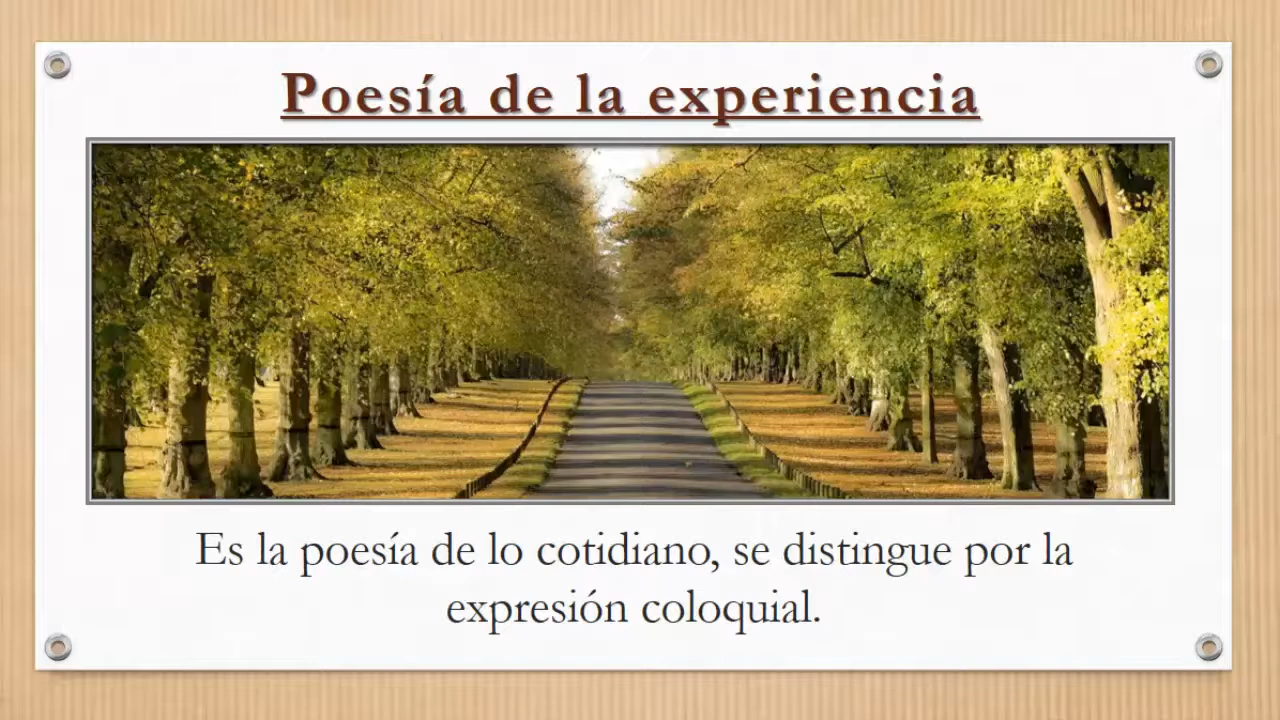 Poesía de la experiencia
Es la poesía de lo cotidiano, se distingue por la
expresión coloquial.